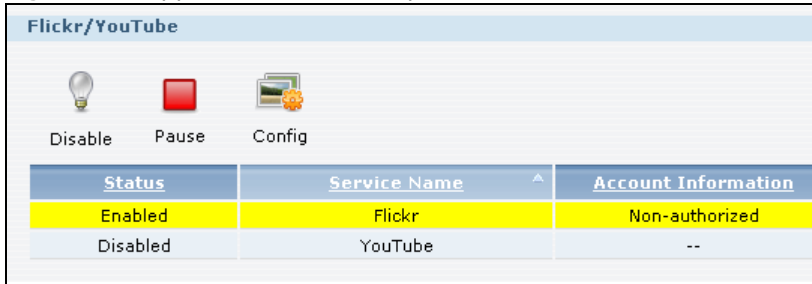 Flickr/YouTube
Disable Pause Config
Status Service Name Account Information
Enabled Flickr Non-authorized
Disabled YouTube --